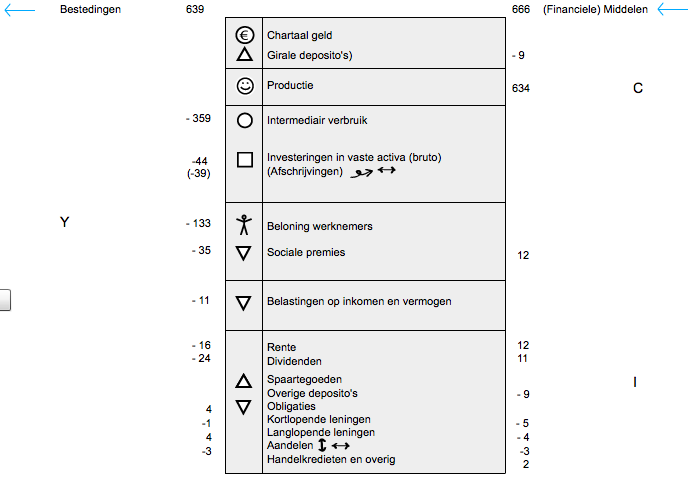 Bestedingen 639 666 (Financiele) Middelen
€ Chartaal geld
Girale deposito's) - 9
Productie 634 C
- 359 Intermediair verbruik
-44 Investeringen in vaste activa (bruto)
(-39) (Afschrijvingen)
Y - 133 Beloning werknemers
- 35 Sociale premies 12
- 11 Belastingen op inkomen en vermogen
- 16 Rente 12
- 24 Dividenden 11
Spaartegoeden I
Overige deposito's - 9
4 Obligaties
-1 Kortlopende leningen - 5
4 Langlopende leningen - 4
-3 Aandelen -3
Handelkredieten en overig 2